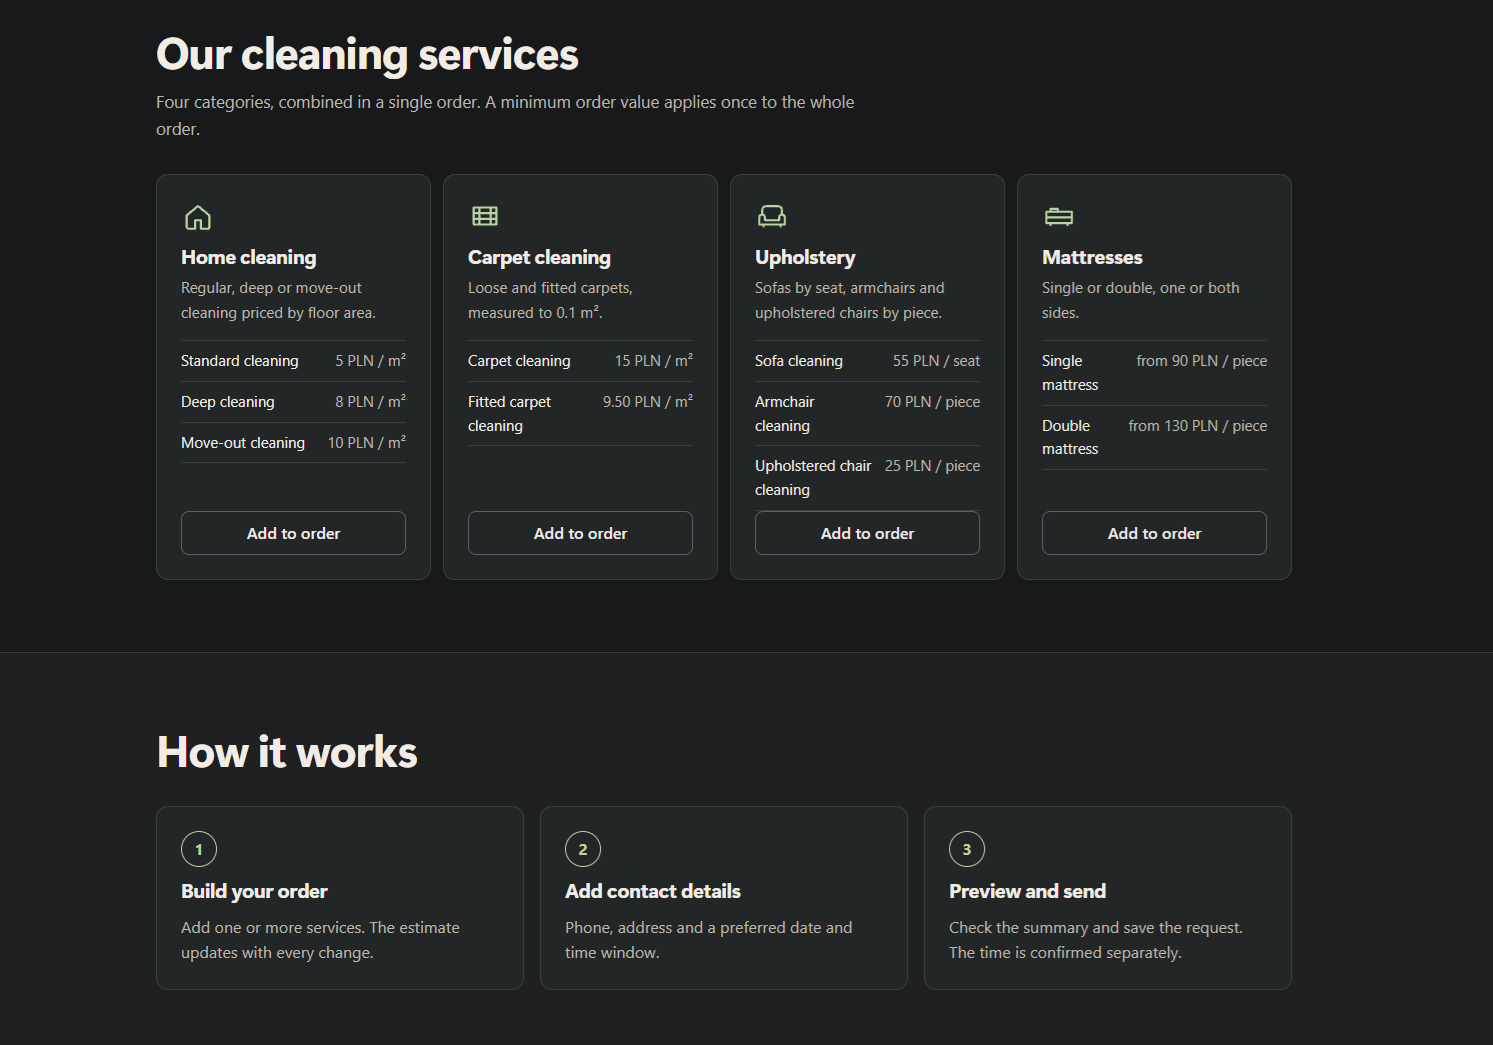 Our cleaning services
Four categories, combined in a single order. A minimum order value applies once to the whole
order.
Home cleaning
Regular, deep or move-out
cleaning priced by floor area.
Standard cleaning 5 PLN / m²
Deep cleaning 8 PLN / m²
Move-out cleaning 10 PLN / m²
Add to order
Carpet cleaning
Loose and fitted carpets,
measured to 0.1 m².
Carpet cleaning 15 PLN / m²
Fitted carpet 9.50 PLN / m²
cleaning
Add to order
Upholstery
Sofas by seat, armchairs and
upholstered chairs by piece.
Sofa cleaning 55 PLN / seat
Armchair 70 PLN / piece
cleaning
Upholstered chair 25 PLN / piece
cleaning
Add to order
Mattresses
Single or double, one or both
sides.
Single from 90 PLN / piece
mattress
Double from 130 PLN / piece
mattress
Add to order
How it works
1
Build your order
Add one or more services. The estimate
updates with every change.
2
Add contact details
Phone, address and a preferred date and
time window.
3
Preview and send
Check the summary and save the request.
The time is confirmed separately.